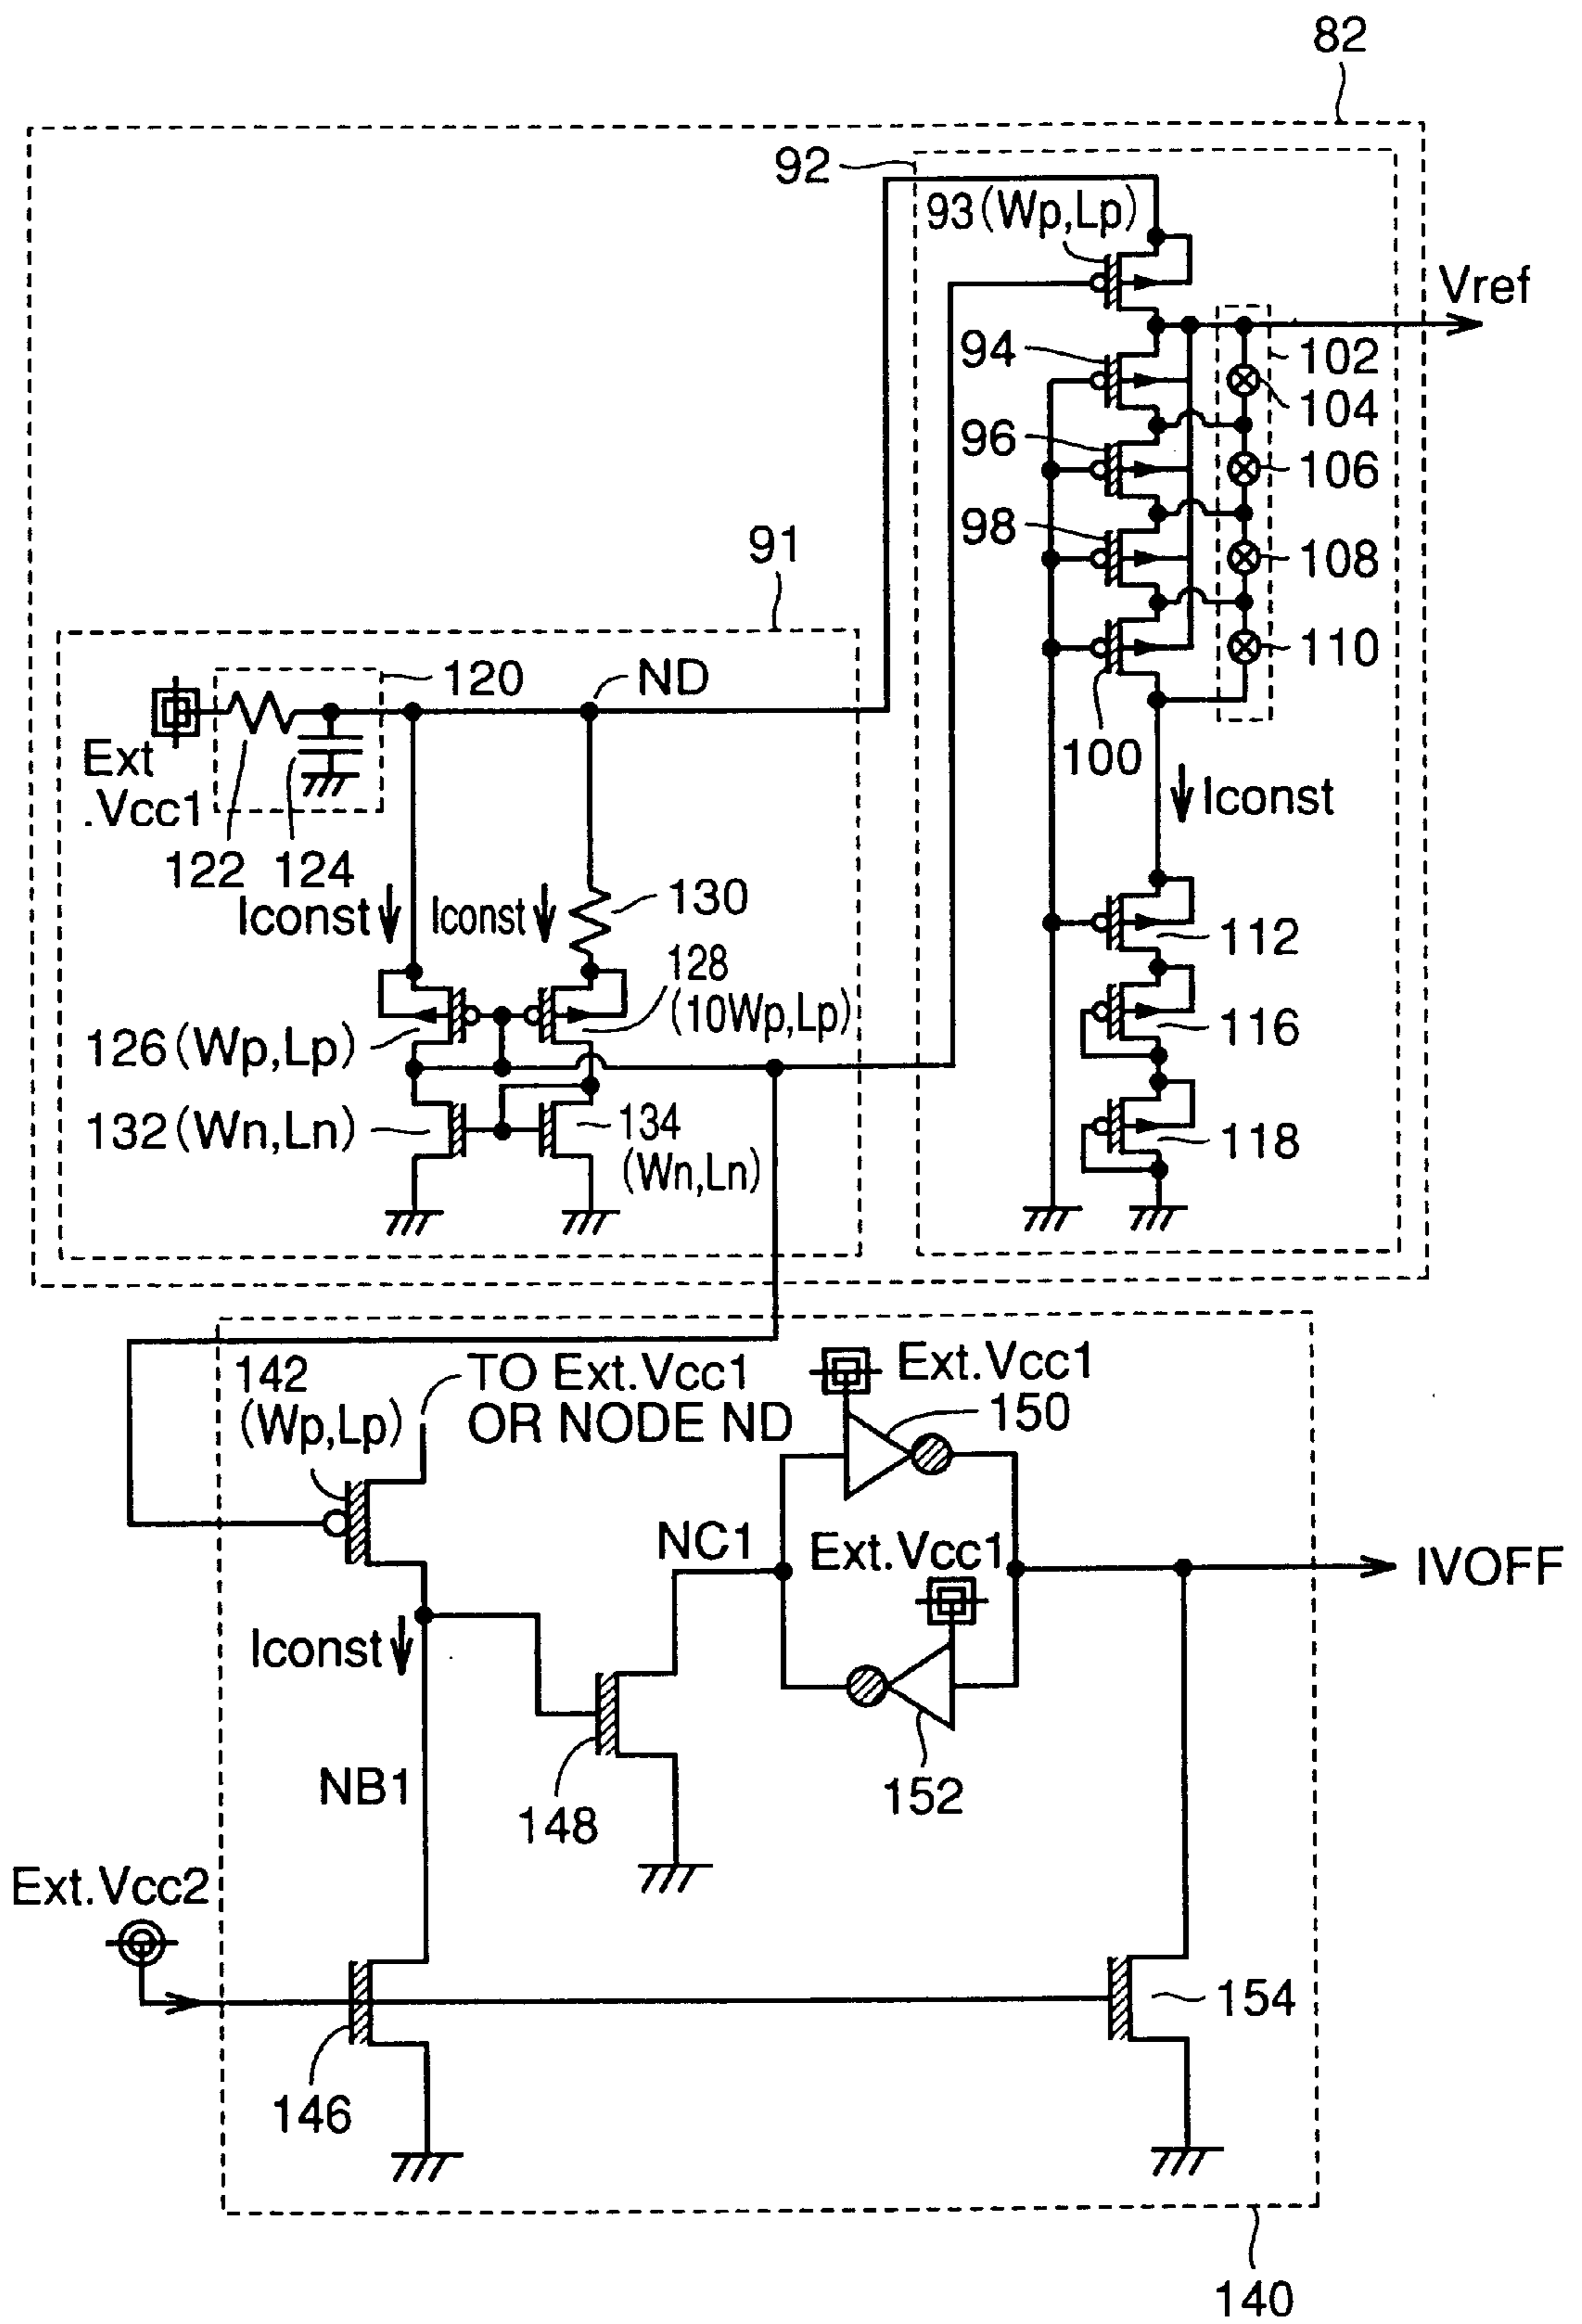 82
92
93(Wp,Lp)
Vref
94
102
104
96
106
98
108
91
110
120
ND
100
Ext
.Vcc1
Iconst
122 124
130
Iconst
Iconst
112
128
(10Wp,Lp)
116
126(Wp,Lp)
132(Wn,Ln)
134
(Wn,Ln)
118
142
(Wp,Lp)
TO Ext.Vcc1
OR NODE ND
Ext.Vcc1
150
NC1
Ext.Vcc1
IVOFF
Iconst
NB1
148
152
Ext.Vcc2
154
146
140